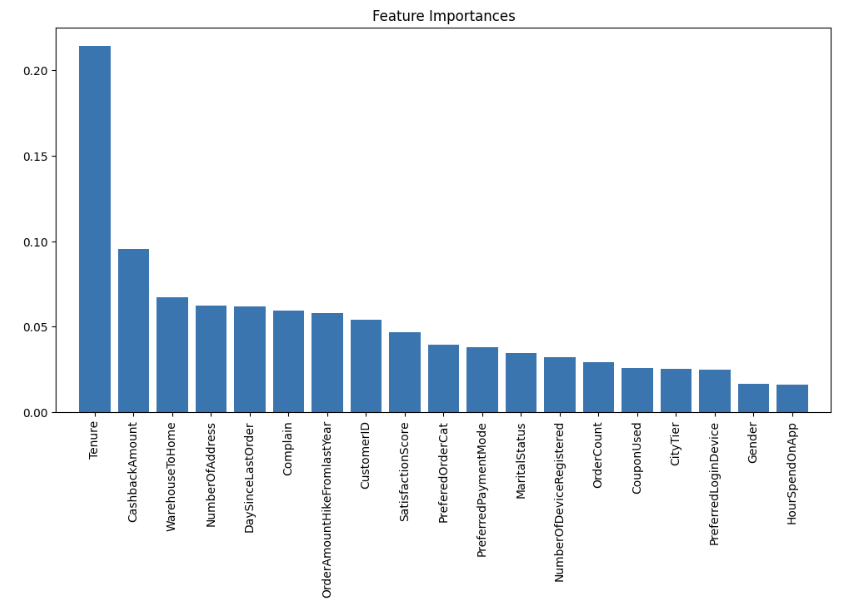 Feature Importances
0.20
0.15
0.10
0.05
0.00
Tenure
CashbackAmount
WarehouseToHome
NumberOfAddress
DaySinceLastOrder
Complain
OrderAmountHikeFromlastYear
CustomerID
SatisfactionScore
PreferedOrderCat
PreferredPaymentMode
MaritalStatus
NumberOfDeviceRegistered
OrderCount
CouponUsed
CityTier
PreferredLoginDevice
Gender
HourSpendOnApp